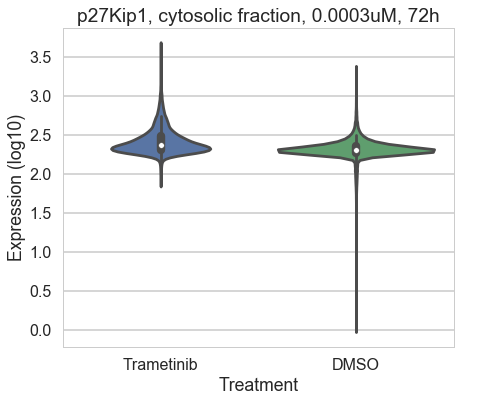 p27Kip1, cytosolic fraction, 0.0003uM, 72h
Expression (log10)
3.5
3.0
2.5
2.0
1.5
1.0
0.5
0.0
Trametinib DMSO
Treatment